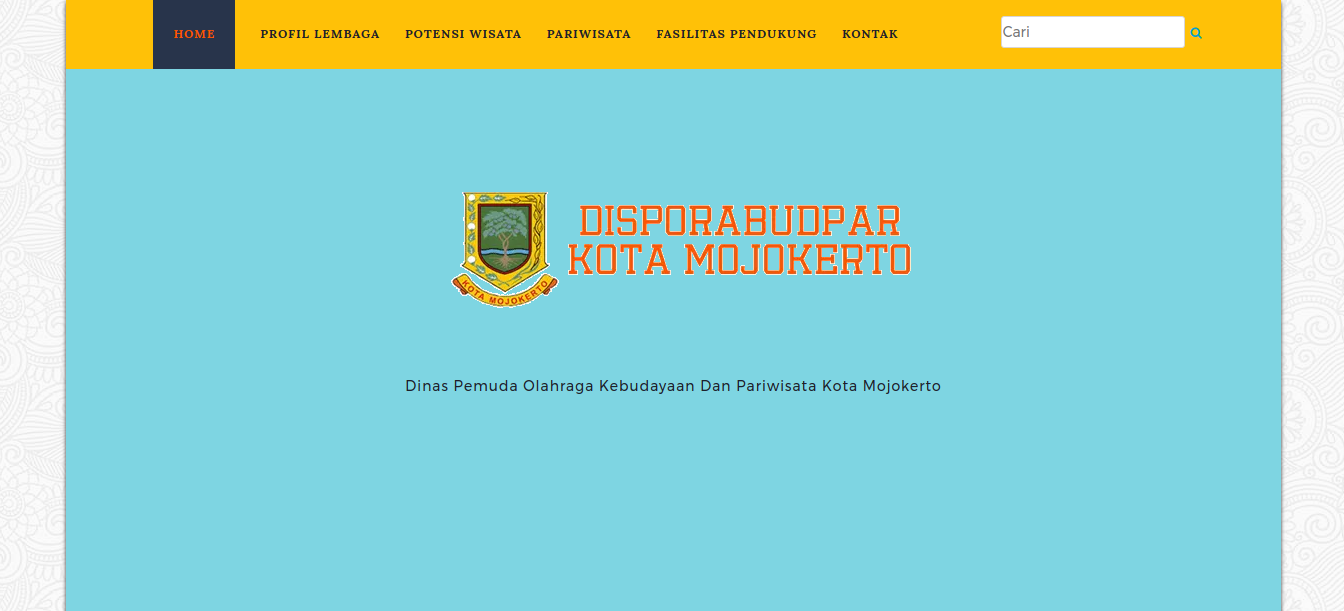 HOME
PROFIL LEMBAGA
POTENSI WISATA
PARIWISATA
FASILITAS PENDUKUNG
KONTAK
Cari
DISPORABUDPAR
KOTA MOJOKERTO
KOTA MOJOKERTO
Dinas Pemuda Olahraga Kebudayaan Dan Pariwisata Kota Mojokerto